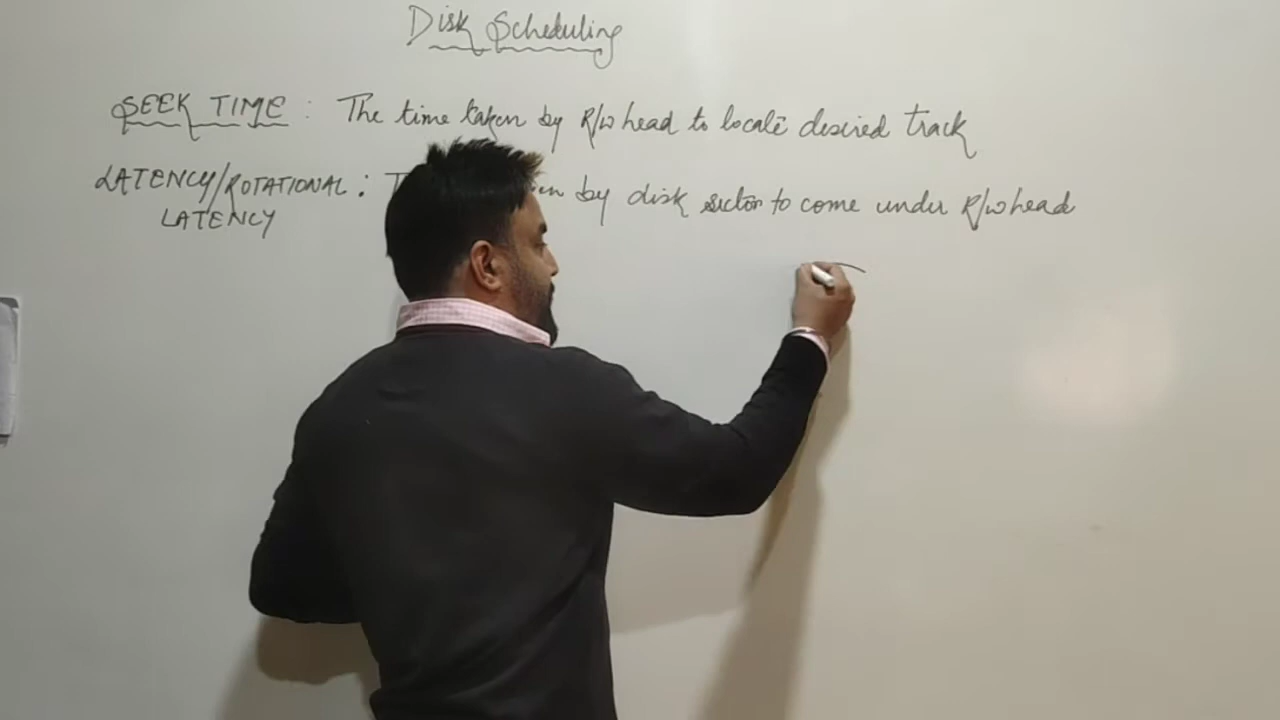 Disk Scheduling
SEEK TIME : The time taken by R/W head to locate desired track
LATENCY/ROTATIONAL : by disk sector to come under R/W head
LATENCY